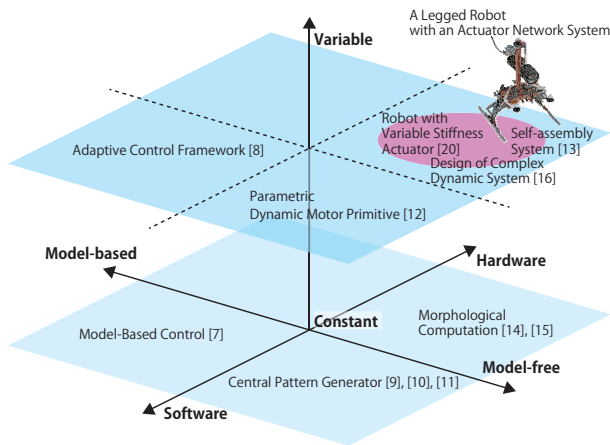 A Legged Robot
with an Actuator Network System
Variable
Robot with
Variable Stiffness
Actuator [20]
Self-assembly
System [13]
Adaptive Control Framework [8]
Design of Complex
Dynamic System [16]
Parametric
Dynamic Motor Primitive [12]
Model-based
Hardware
Constant
Morphological
Computation [14], [15]
Model-Based Control [7]
Model-free
Central Pattern Generator [9], [10], [11]
Software